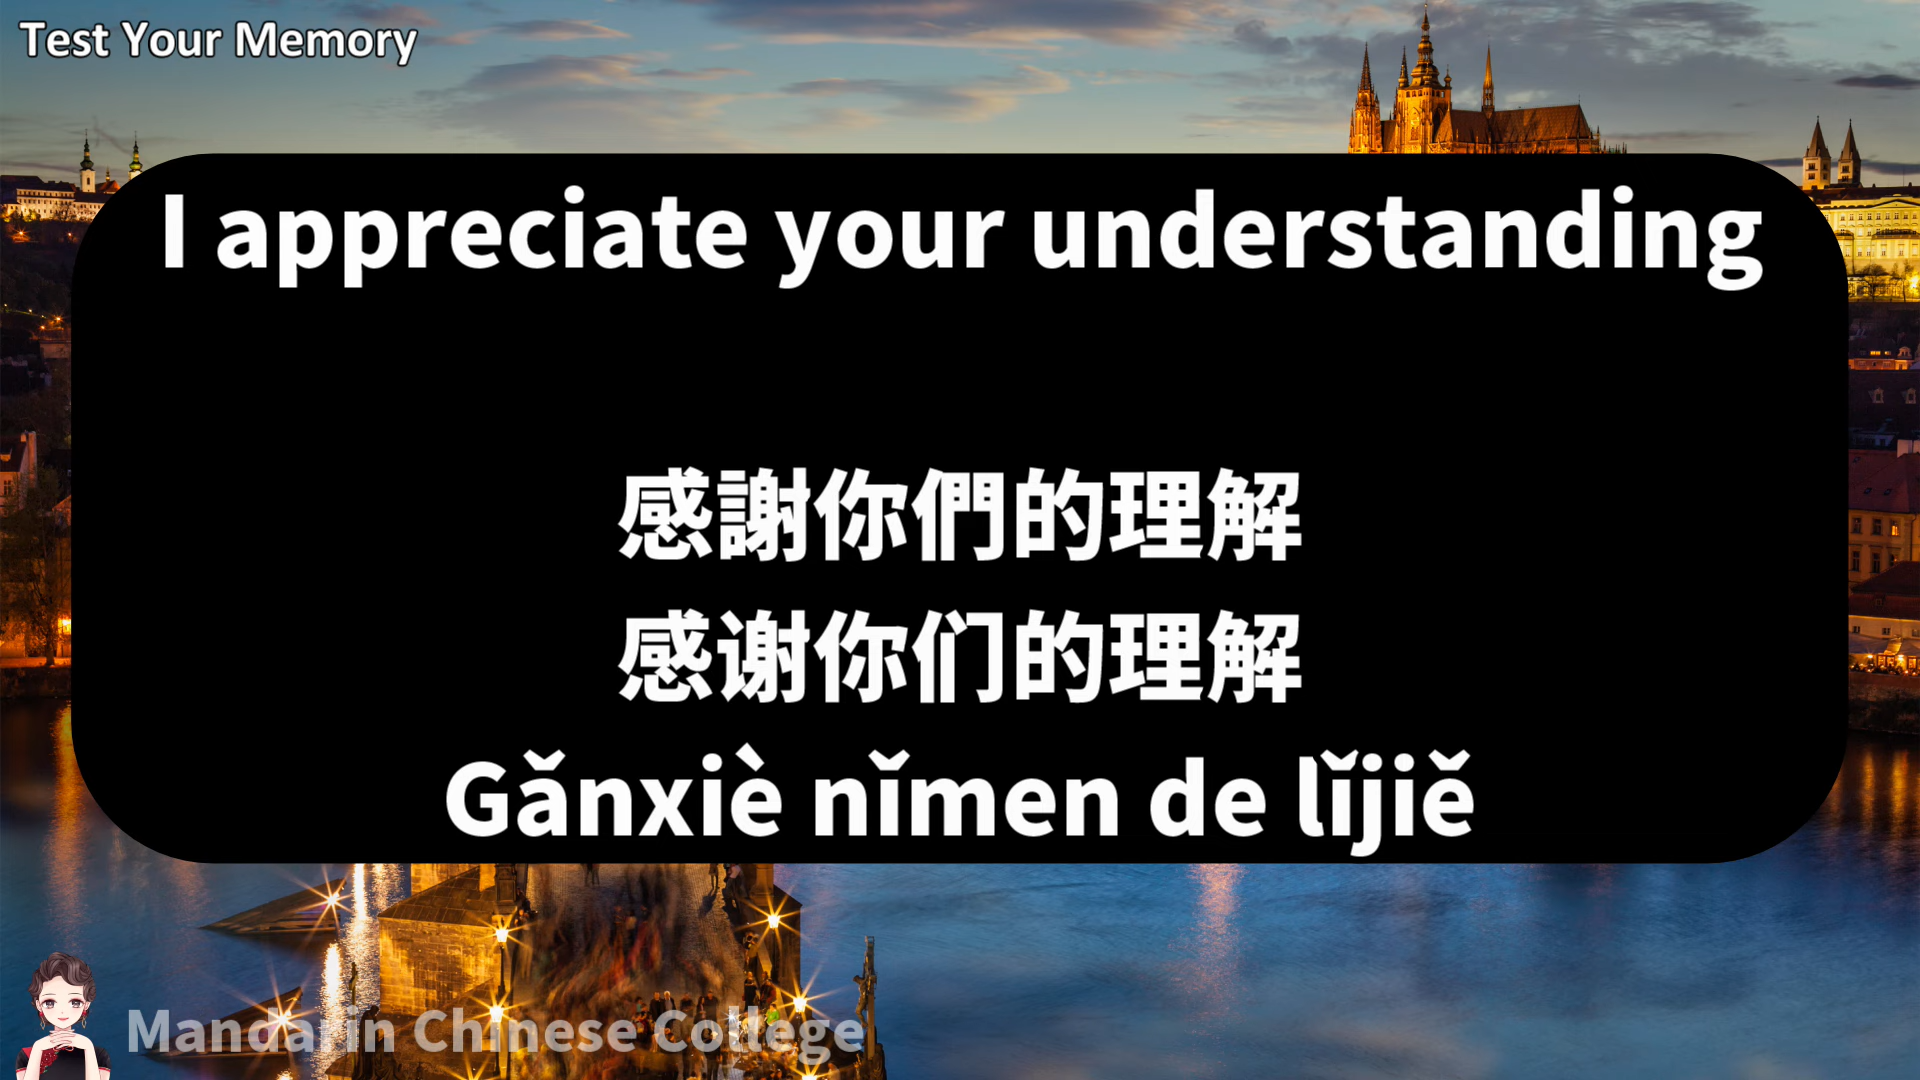 Test Your Memory
I appreciate your understanding
感謝你們的理解
感谢你们的理解
Gǎnxiè nǐmen de lǐjiě
Mandarin Chinese College